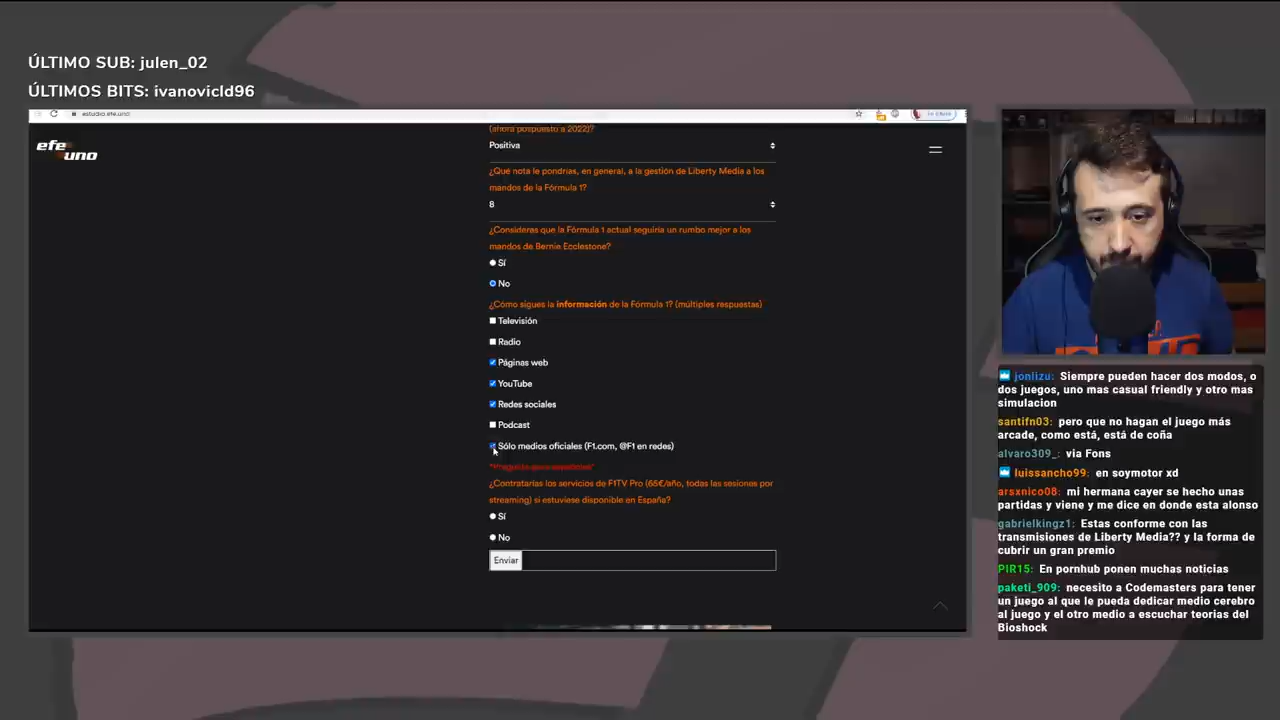 ÚLTIMO SUB: julen_02
ÚLTIMOS BITS: ivanovicld96
estudio.efe.uno
efe
uno
(ahora pospuesto a 2022)?
Positiva
¿Qué nota le pondrías, en general, a la gestión de Liberty Media a los
mandos de la Fórmula 1?
8
¿Consideras que la Fórmula 1 actual seguiría un rumbo mejor a los
mandos de Bernie Ecclestone?
Sí
No
¿Cómo sigues la información de la Fórmula 1? (múltiples respuestas)
Televisión
Radio
Páginas web
YouTube
Redes sociales
Podcast
Sólo medios oficiales (F1.com, @F1 en redes)
¿Contratarías los servicios de F1TV Pro (65€/año, todas las sesiones por
streaming) si estuviese disponible en España?
Sí
No
Enviar
jonlizu: Siempre pueden hacer dos modos, o
dos juegos, uno mas casual friendly y otro mas
simulacion
santifn03: pero que no hagan el juego más
arcade, como está, está de coña
alvaro309_: via Fons
luissancho99: en soymotor xd
arsxnico08: mi hermana cayer se hecho unas
partidas y viene y me dice en donde esta alonso
gabrielkingz1: Estas conforme con las
transmisiones de Liberty Media?? y la forma de
cubrir un gran premio
PIR15: En pornhub ponen muchas noticias
paketi_909: necesito a Codemasters para tener
un juego al que le pueda dedicar medio cerebro
al juego y el otro medio a escuchar teorias del
Bioshock